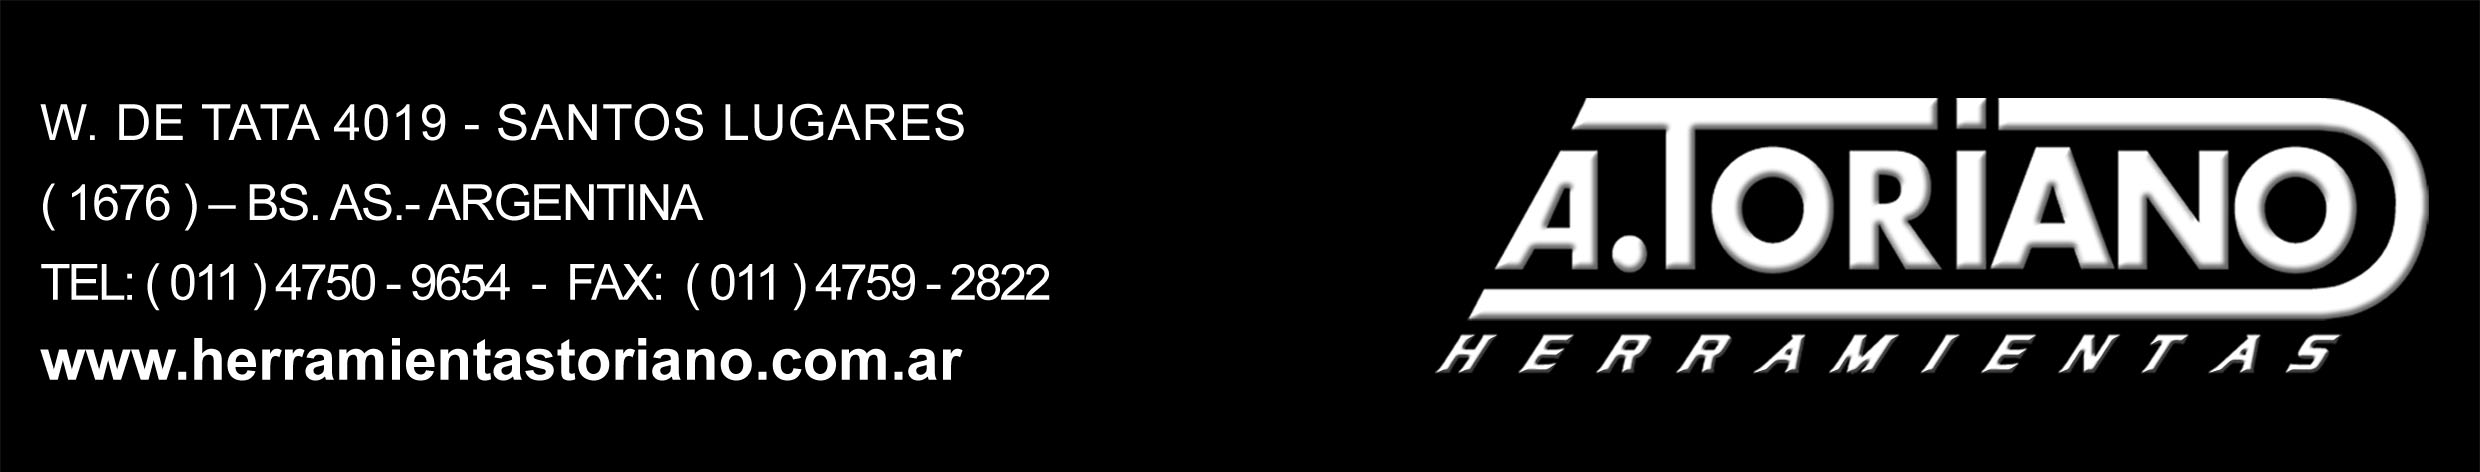 W. DE TATA 4019 - SANTOS LUGARES
( 1676 ) – BS. AS.- ARGENTINA
TEL: ( 011 ) 4750 - 9654 - FAX: ( 011 ) 4759 - 2822
www.herramientastoriano.com.ar
A.TORiANO
HERRAMIENTAS